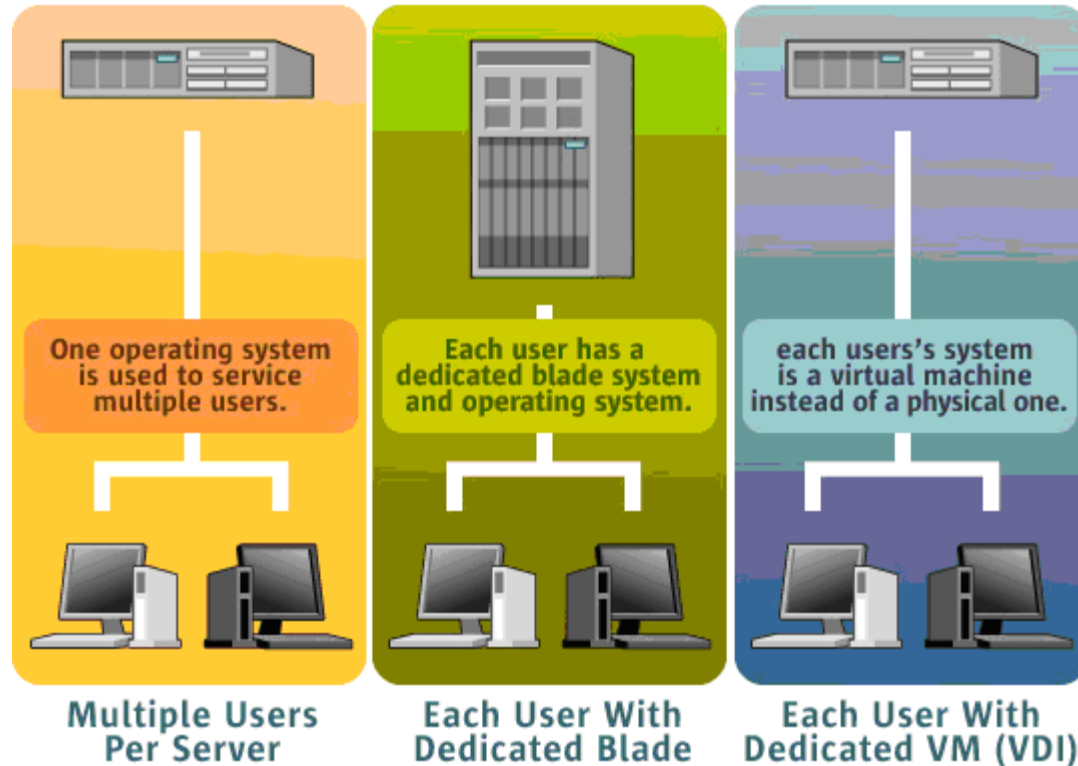 One operating system
is used to service
multiple users.
Each user has a
dedicated blade system
and operating system.
each users's system
is a virtual machine
instead of a physical one.
Multiple Users
Per Server
Each User With
Dedicated Blade
Each User With
Dedicated VM (VDI)